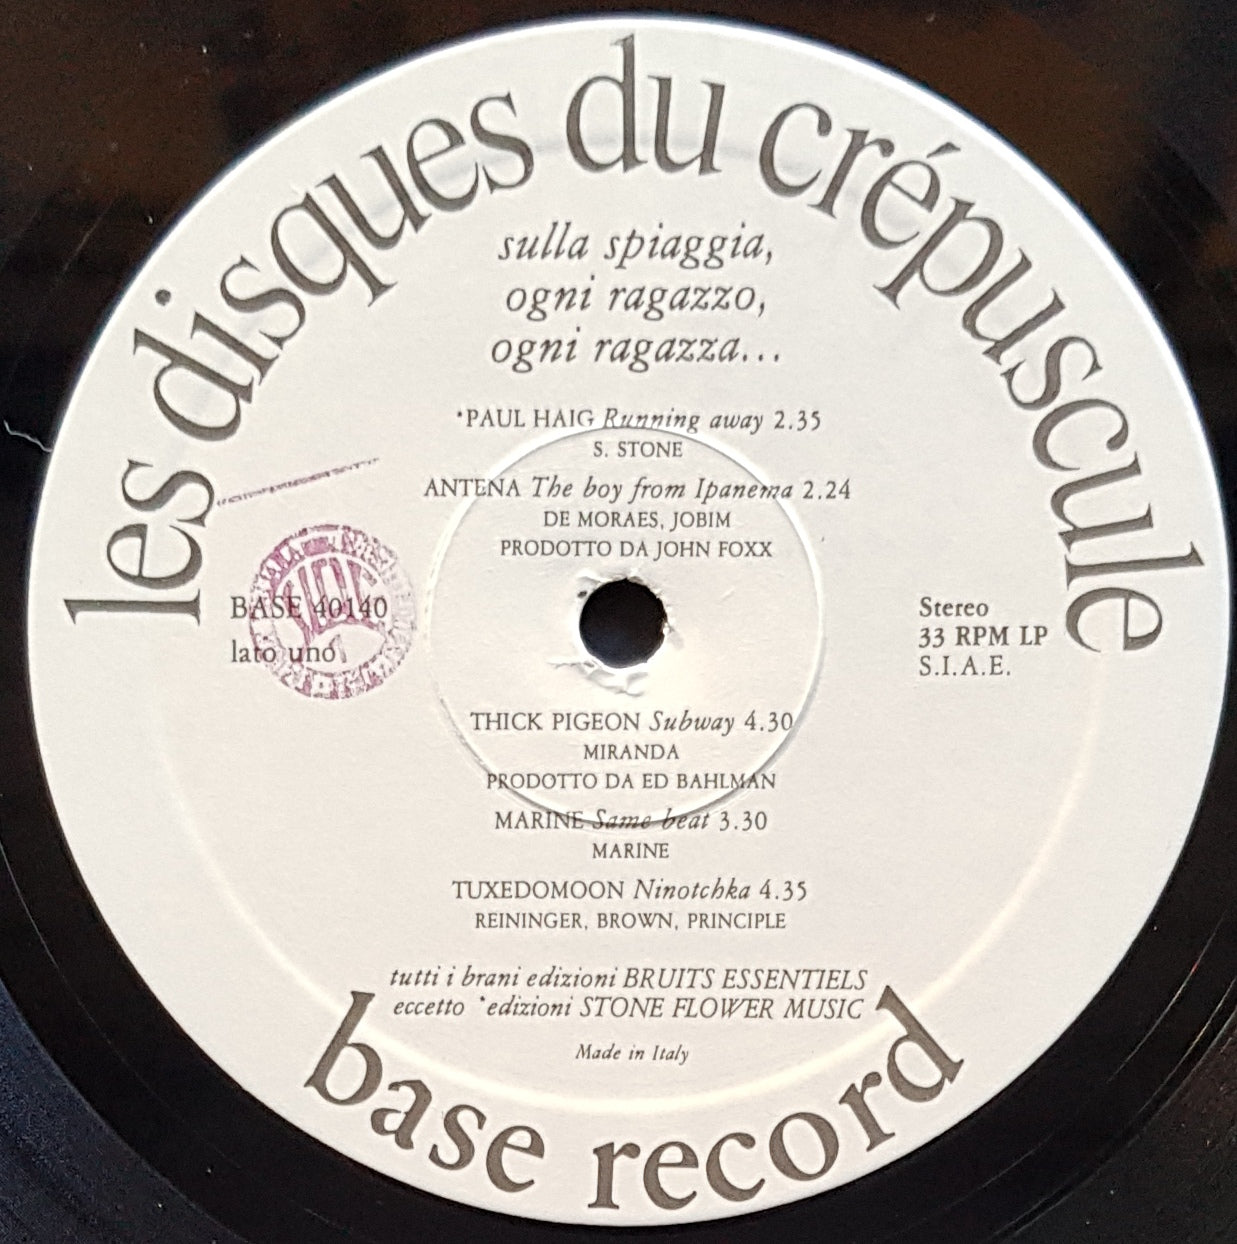 les disques du crépuscule
sulla spiaggia,
ogni ragazzo,
ogni ragazza...
*PAUL HAIG Running away 2.35
S. STONE
ANTENA The boy from Ipanema 2.24
DE MORAES, JOBIM
PRODOTTO DA JOHN FOXX
BASE 40140
lato uno
Stereo
33 RPM LP
S.I.A.E.
THICK PIGEON Subway 4.30
MIRANDA
PRODOTTO DA ED BAHLMAN
MARINE Same beat 3.30
MARINE
TUXEDOMOON Ninotchka 4.35
REININGER, BROWN, PRINCIPLE
tutti i brani edizioni BRUITS ESSENTIELS
eccetto *edizioni STONE FLOWER MUSIC
Made in Italy
base record